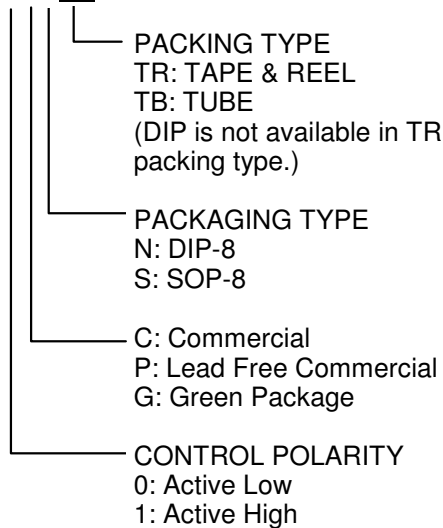 PACKING TYPE
TR: TAPE & REEL
TB: TUBE
(DIP is not available in TR
packing type.)
PACKAGING TYPE
N: DIP-8
S: SOP-8
C: Commercial
P: Lead Free Commercial
G: Green Package
CONTROL POLARITY
0: Active Low
1: Active High